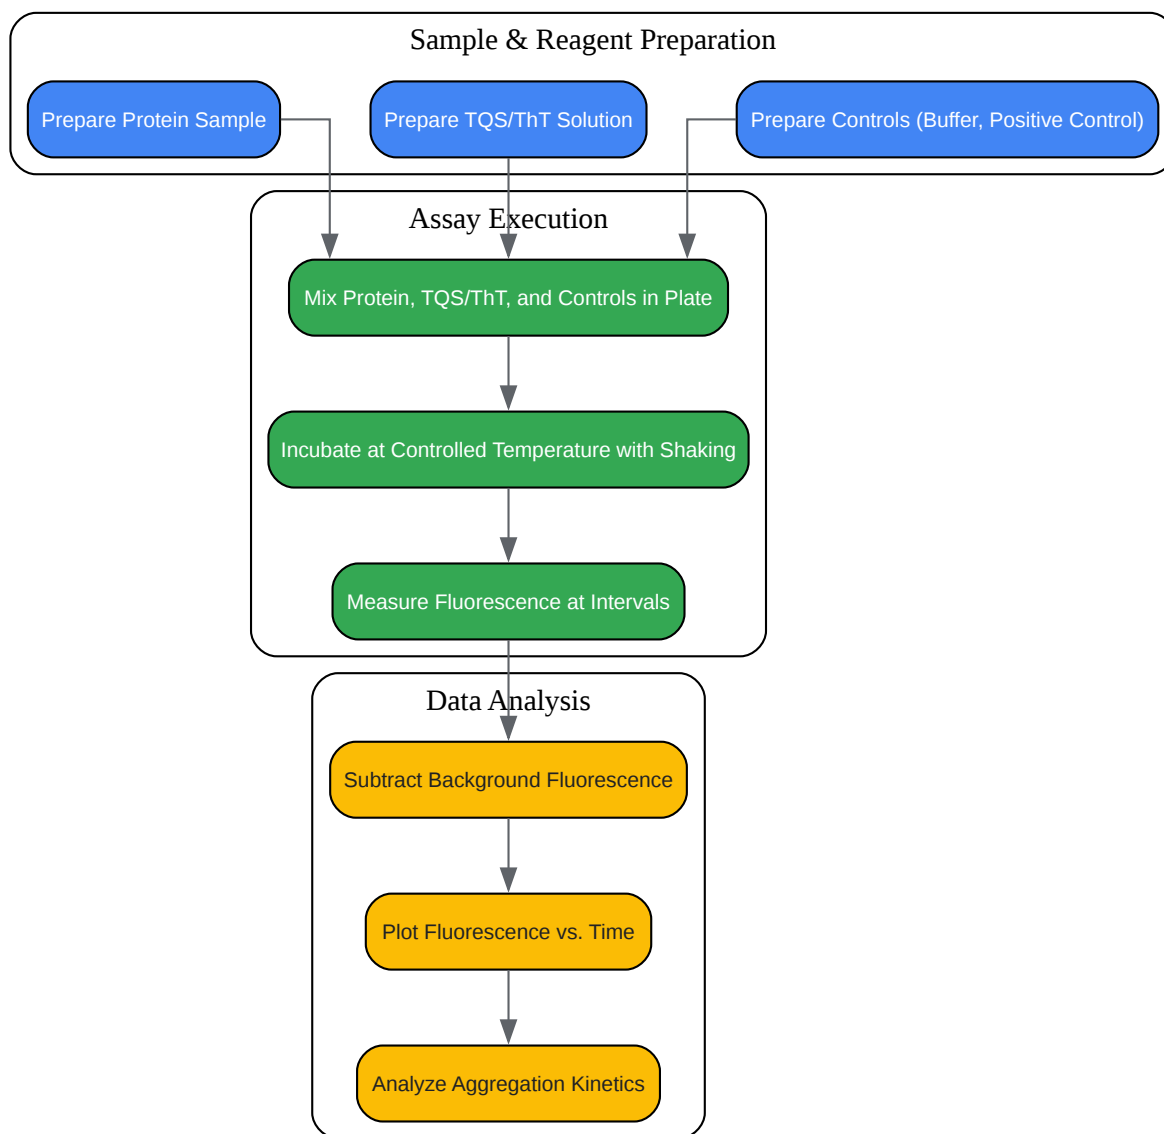 Sample & Reagent Preparation
Prepare Protein Sample
Prepare TQS/ThT Solution
Prepare Controls (Buffer, Positive Control)
Assay Execution
Mix Protein, TQS/ThT, and Controls in Plate
Incubate at Controlled Temperature with Shaking
Measure Fluorescence at Intervals
Data Analysis
Subtract Background Fluorescence
Plot Fluorescence vs. Time
Analyze Aggregation Kinetics